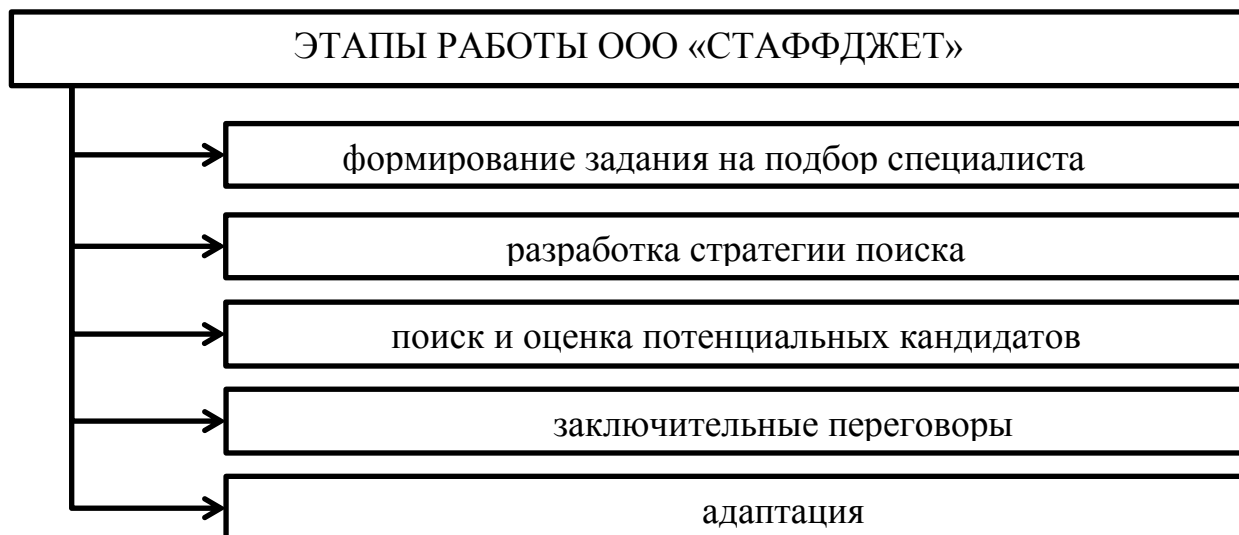 ЭТАПЫ РАБОТЫ ООО «СТАФФДЖЕТ»
формирование задания на подбор специалиста
разработка стратегии поиска
поиск и оценка потенциальных кандидатов
заключительные переговоры
адаптация